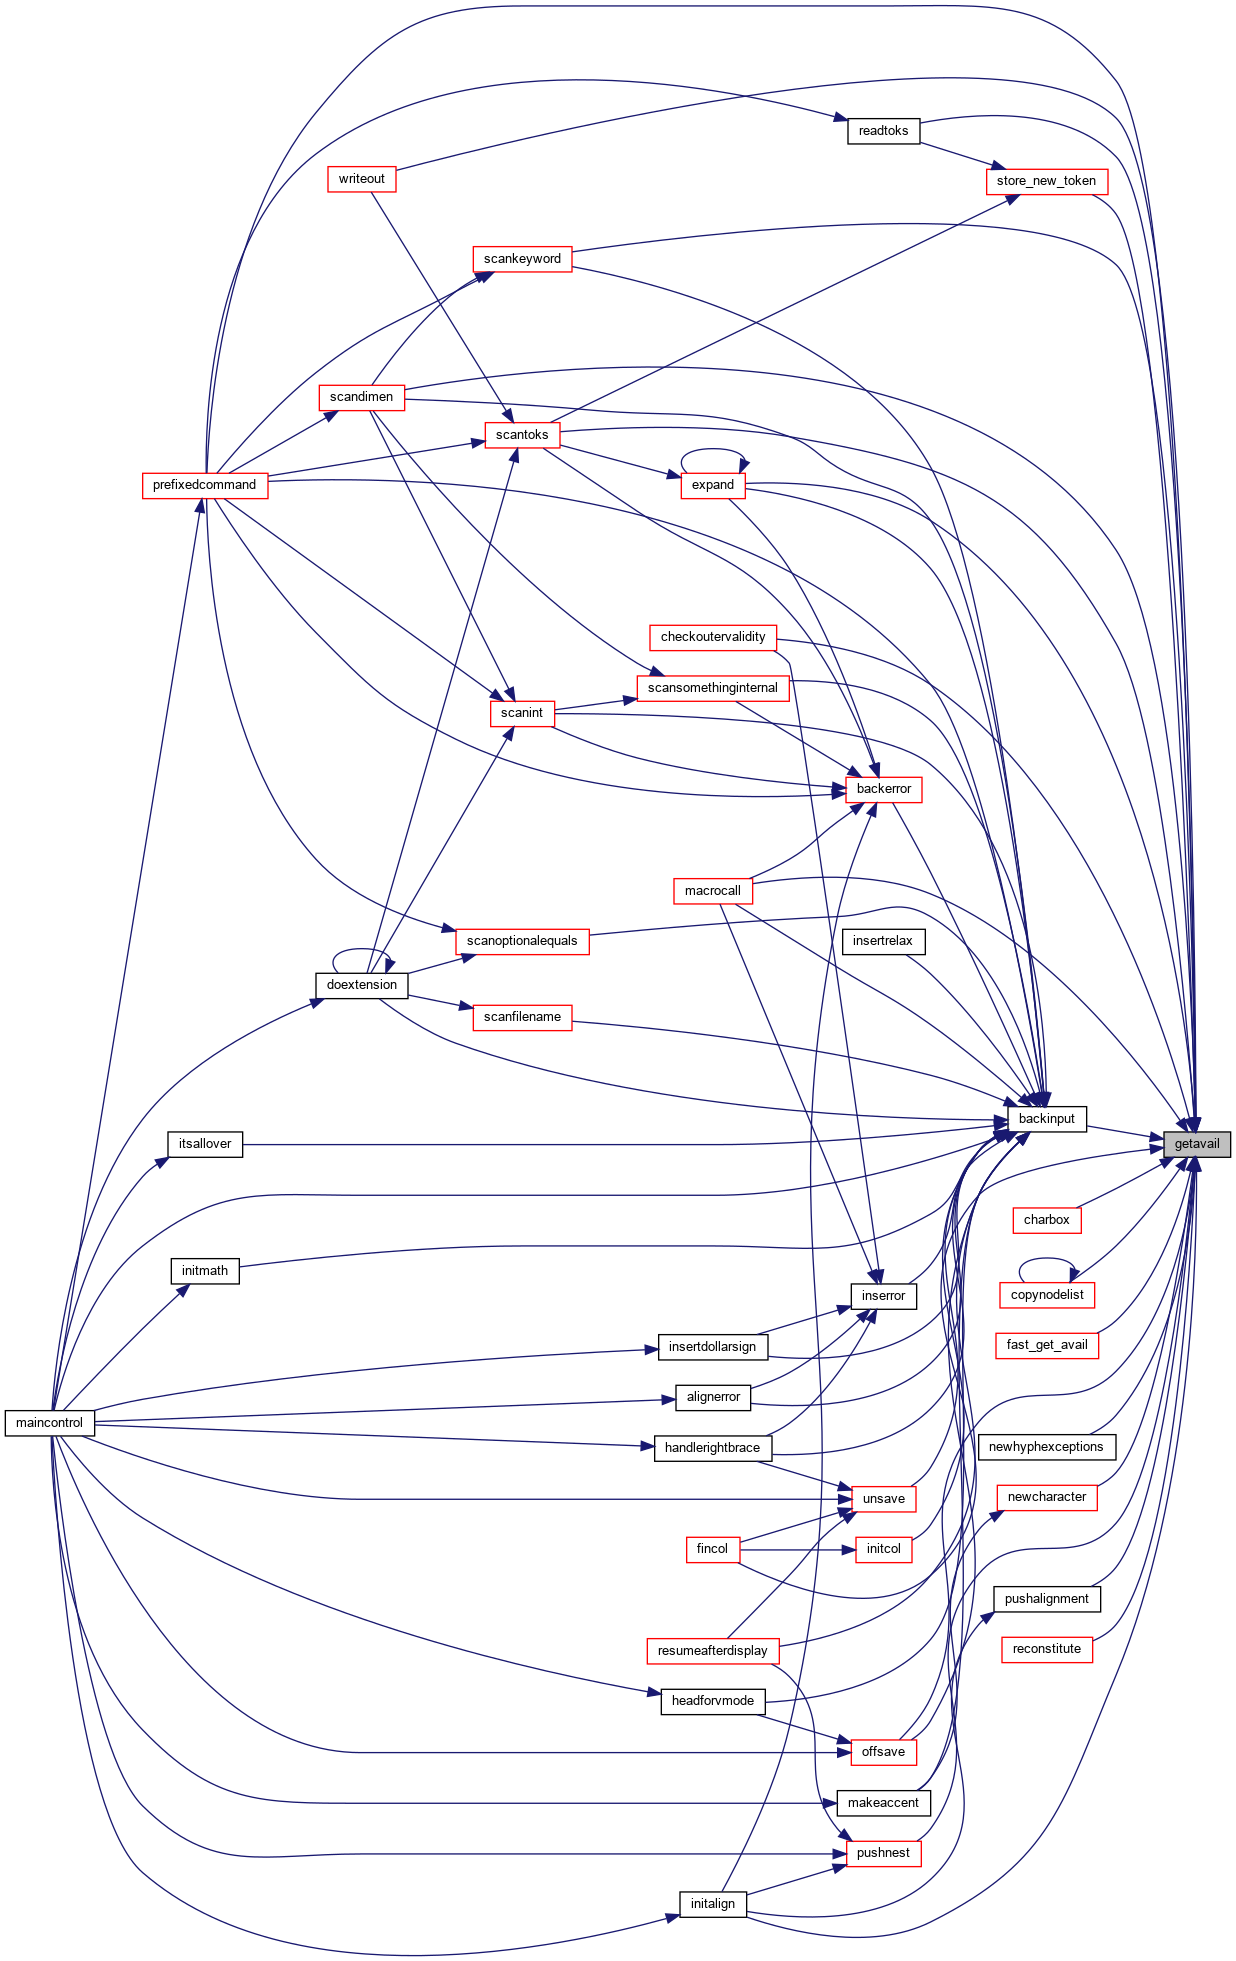 readtoks
writeout
store_new_token
scankeyword
scandimen
scantoks
prefixedcommand
expand
checkoutervalidity
scansomethinginternal
scanint
backerror
macrocall
insertrelax
scanoptionalequals
doextension
scanfilename
backinput
itsallover
getavail
charbox
initmath
copynodelist
inserror
insertdollarsign
fast_get_avail
alignerror
maincontrol
handlerightbrace
newhyphexceptions
unsave
newcharacter
fincol
initcol
pushalignment
resumeafterdisplay
reconstitute
headforvmode
offsave
makeaccent
pushnest
initalign